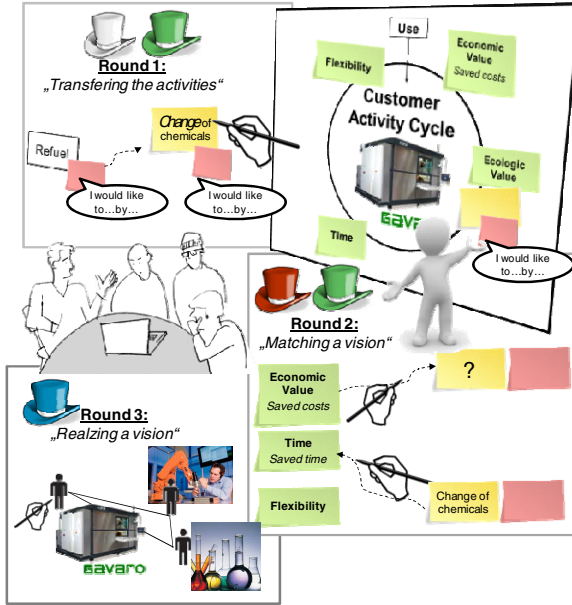 Round 1:
„Transfering the activities“
Refuel
Change of
chemicals
I would like
to...by...
I would like
to...by...
Use
Flexibility
Economic
Value
Saved costs
Customer
Activity Cycle
Ecologic
Value
Gavaro
Time
I would like
to...by...
Round 2:
„Matching a vision“
Economic
Value
Saved costs
?
Time
Saved time
Flexibility
Change of
chemicals
Round 3:
„Realzing a vision“
Gavaro